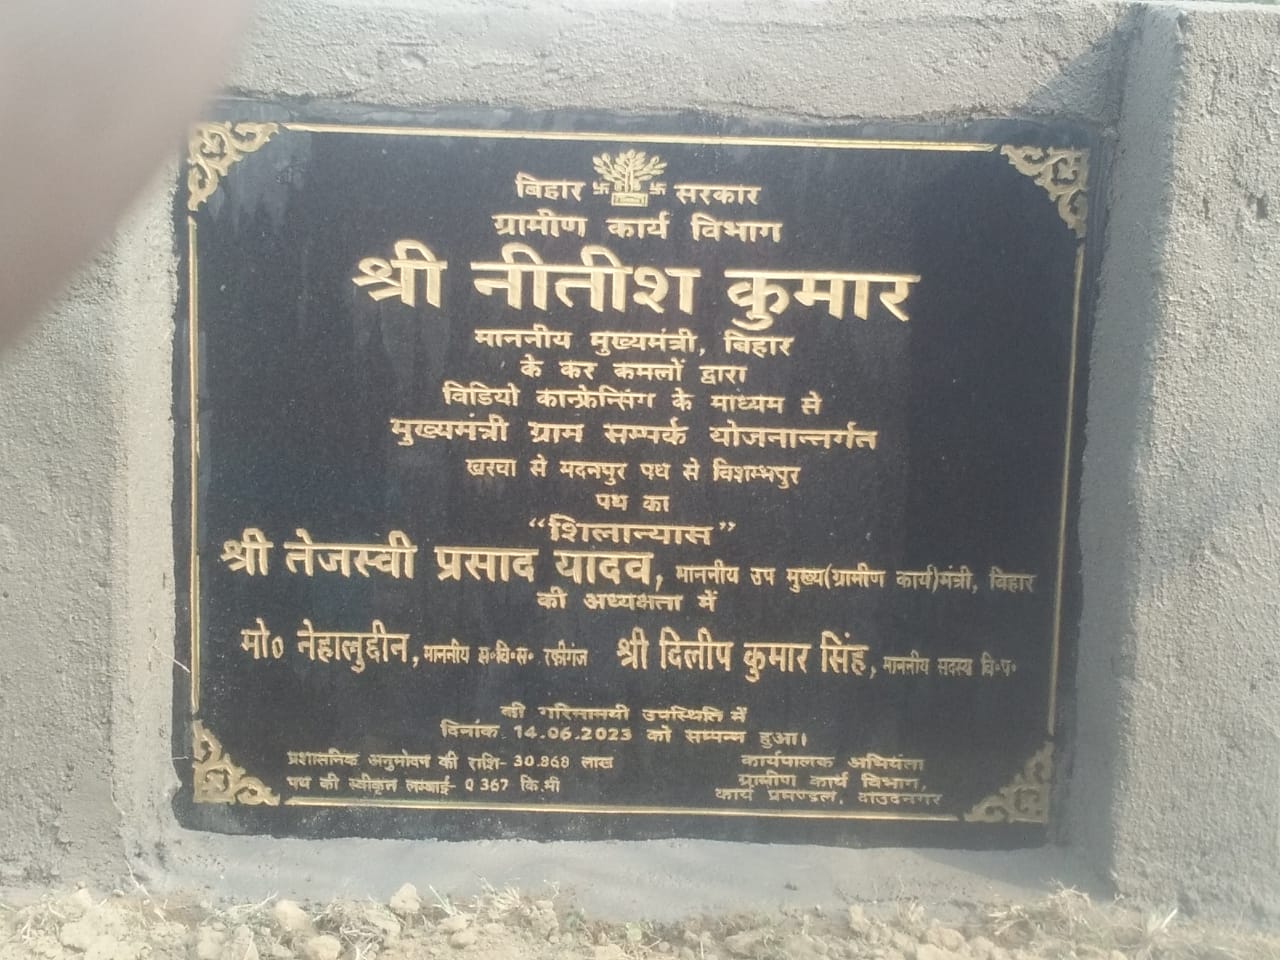 बिहार सरकार
ग्रामीण कार्य विभाग
श्री नीतीश कुमार
माननीय मुख्यमंत्री, बिहार
के कर कमलों द्वारा
विडियो कान्फ्रेन्सिंग के माध्यम से
मुख्यमंत्री ग्राम सम्पर्क योजनान्तर्गत
खरवा से मदनपुर पथ से विशम्भपुर
पथ का
“शिलान्यास”
श्री तेजस्वी प्रसाद यादव, माननीय उप मुख्य(ग्रामीण कार्य)मंत्री, बिहार
की अध्यक्षता में
मो० नेहालुद्दीन, माननीय स०वि०स० रफीगंज श्री दिलीप कुमार सिंह, माननीय सदस्य वि०प०
की गरिमामयी उपस्थिति में
दिनांक 14.06.2023 को सम्पन्न हुआ।
प्रशासनिक अनुमोदन की राशि- 30.868 लाख
पथ की स्वीकृत लम्बाई- 0.367 कि.मी
कार्यपालक अभियंता
ग्रामीण कार्य विभाग,
कार्य प्रमण्डल, दाउदनगर